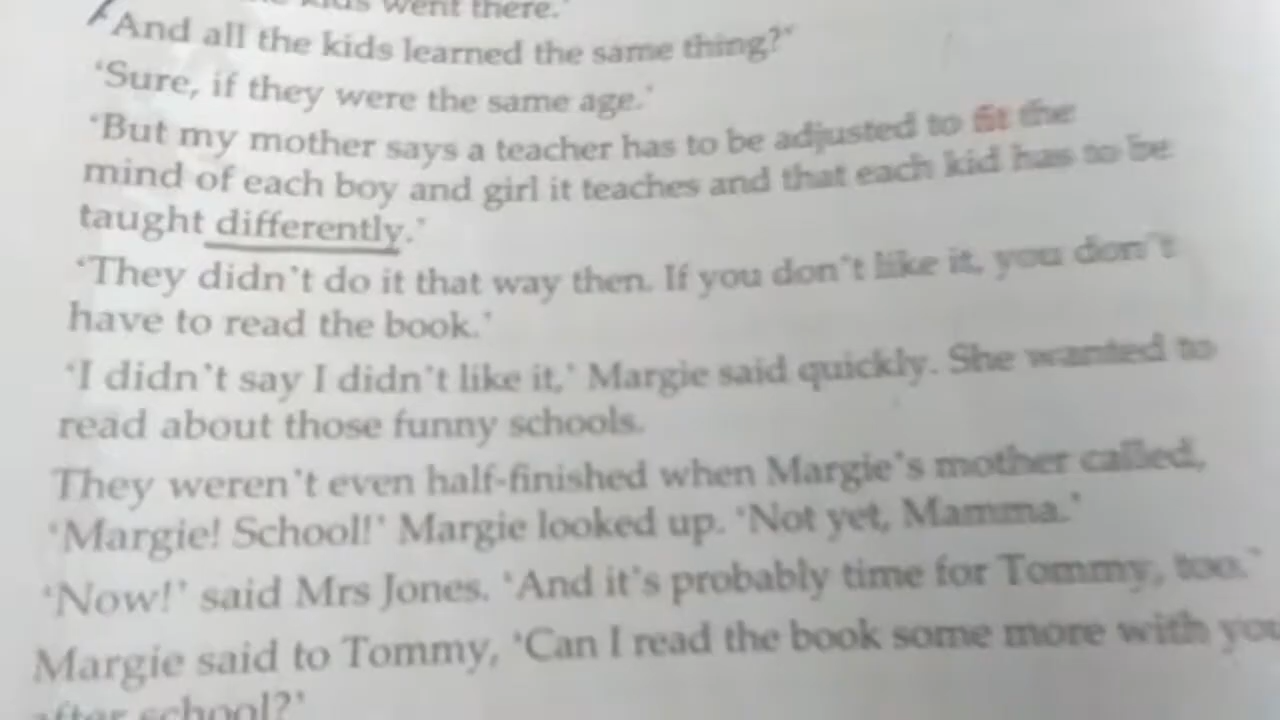 kids went there.'
'And all the kids learned the same thing?'
'Sure, if they were the same age.'
'But my mother says a teacher has to be adjusted to fit the
mind of each boy and girl it teaches and that each kid has to be
taught differently.'
'They didn't do it that way then. If you don't like it, you don't
have to read the book.'
'I didn't say I didn't like it,' Margie said quickly. She wanted to
read about those funny schools.
They weren't even half-finished when Margie's mother called,
'Margie! School!' Margie looked up. 'Not yet, Mamma.'
'Now!' said Mrs Jones. 'And it's probably time for Tommy, too.'
Margie said to Tommy, 'Can I read the book some more with you
after school?'